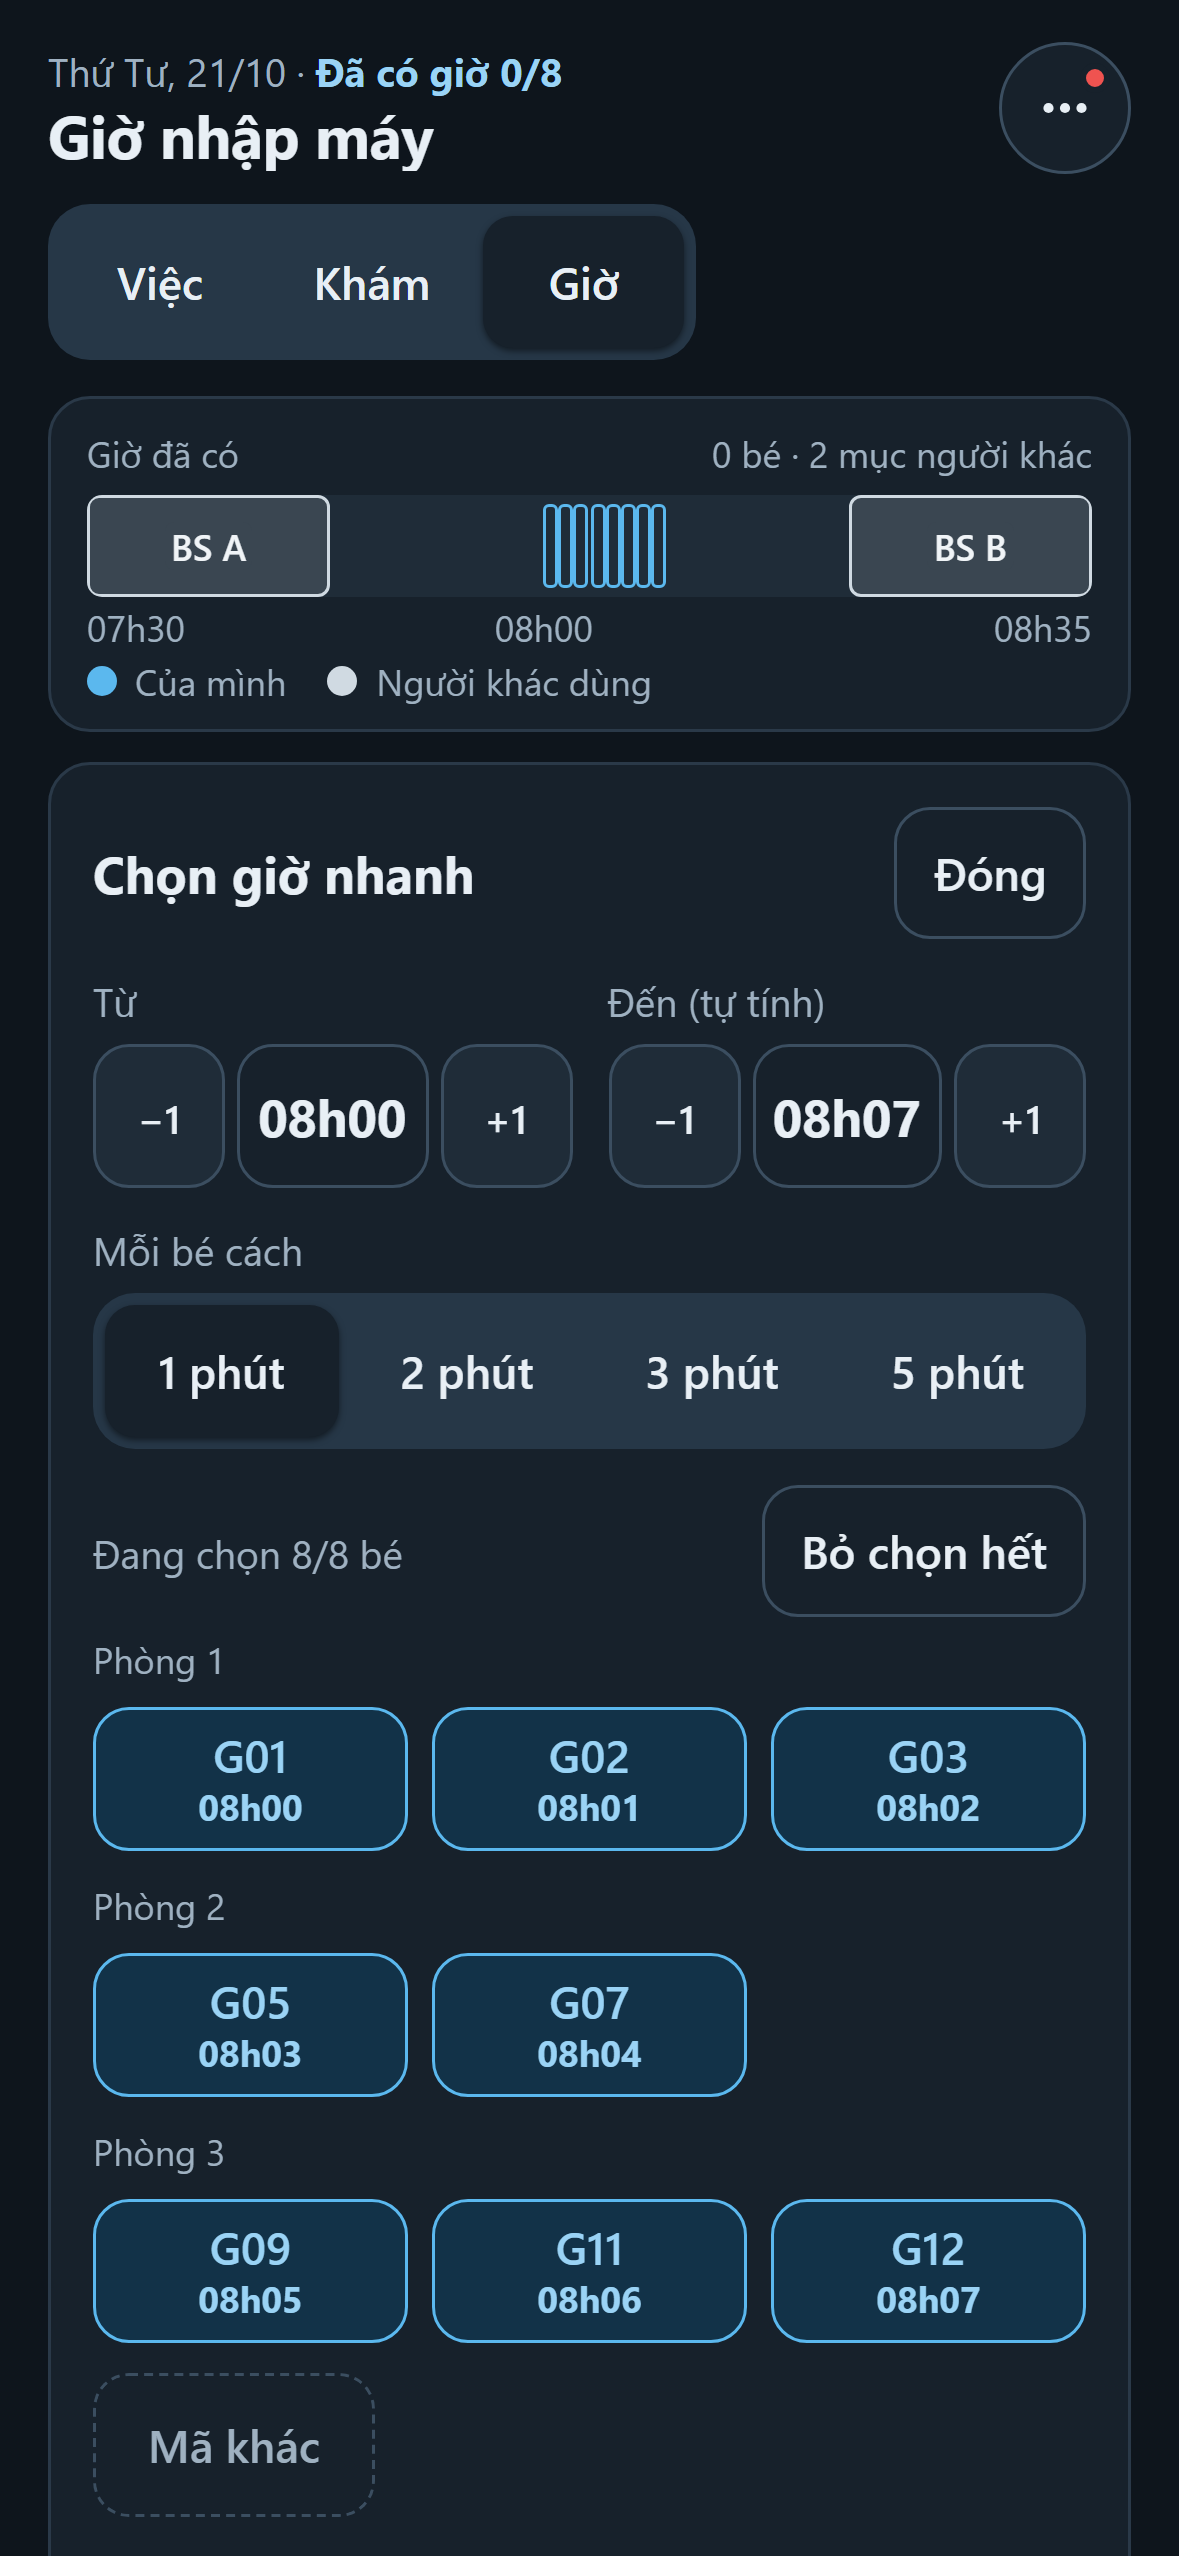 Thứ Tư, 21/10 · Đã có giờ 0/8
Giờ nhập máy
Việc Khám Giờ
Giờ đã có 0 bé · 2 mục người khác
BS A BS B
07h30 08h00 08h35
Của mình Người khác dùng
Chọn giờ nhanh Đóng
Từ Đến (tự tính)
−1 08h00 +1 −1 08h07 +1
Mỗi bé cách
1 phút 2 phút 3 phút 5 phút
Đang chọn 8/8 bé Bỏ chọn hết
Phòng 1
G01 G02 G03
08h00 08h01 08h02
Phòng 2
G05 G07
08h03 08h04
Phòng 3
G09 G11 G12
08h05 08h06 08h07
Mã khác